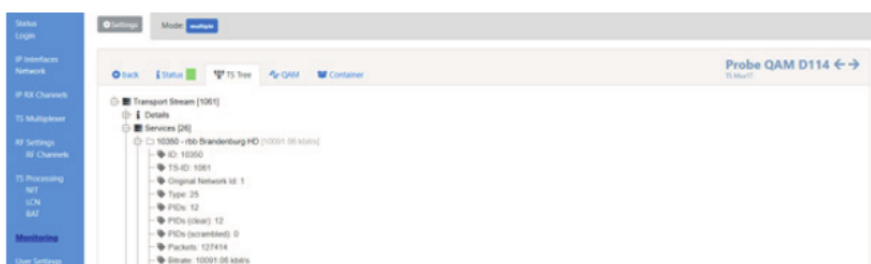 Status
Login
IP Interfaces
Network
IP RX Channels
TS Multiplexer
RF Settings
RF Channels
TS Processing
NIT
LCN
BAT
Monitoring
User Settings
Settings
Mode: multiple
back Status TS Tree QAM Container
Probe QAM D114
TS Mux17
Transport Stream [1061]
Details
Services [26]
10350 - rbb Brandenburg HD [10091.06 kbit/s]
ID: 10350
TS-ID: 1061
Original Network Id: 1
Type: 25
PIDs: 12
PIDs (clear): 12
PIDs (scrambled): 0
Packets: 127414
Bitrate: 10091.06 kbit/s